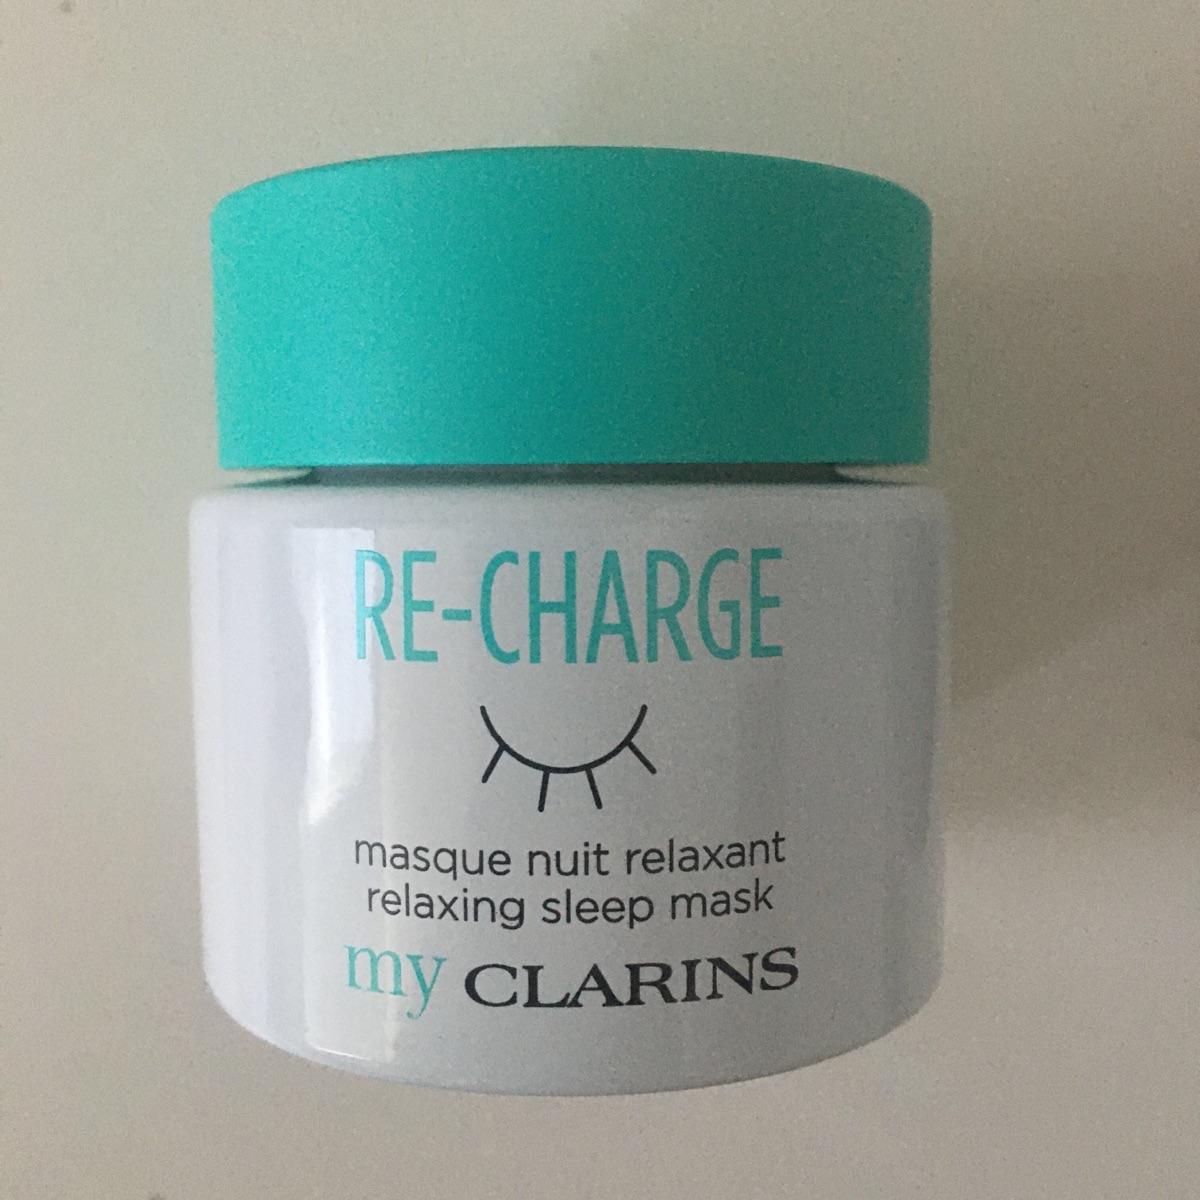 RE-CHARGE
masque nuit relaxant
relaxing sleep mask
my CLARINS